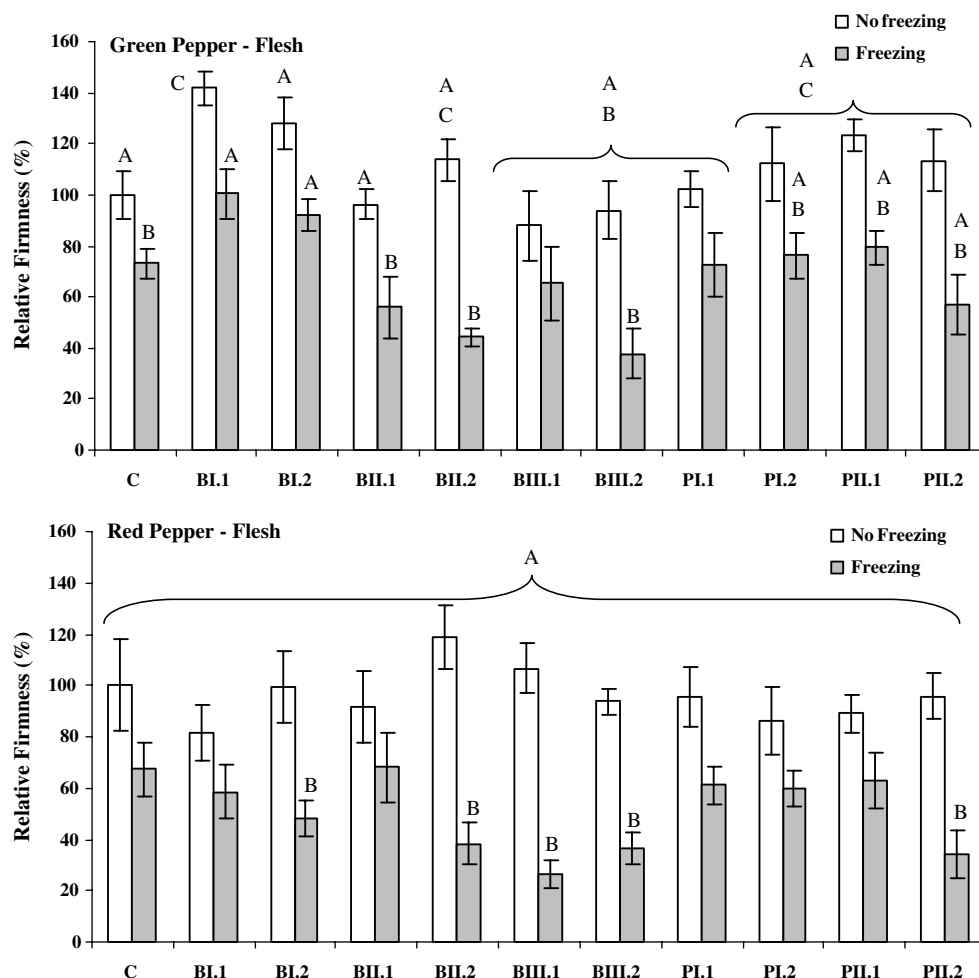 No freezing
Freezing
Green Pepper - Flesh
Relative Firmness (%)
160
140
120
100
80
60
40
20
0
A
B
C
A
A
A
A
B
A
C
B
A
B
B
A
C
A
B
A
B
A
B
C BI.1 BI.2 BII.1 BII.2 BIII.1 BIII.2 PI.1 PI.2 PII.1 PII.2
Red Pepper - Flesh
No Freezing
Freezing
Relative Firmness (%)
160
140
120
100
80
60
40
20
0
A
B
B
B
B
B
C BI.1 BI.2 BII.1 BII.2 BIII.1 BIII.2 PI.1 PI.2 PII.1 PII.2